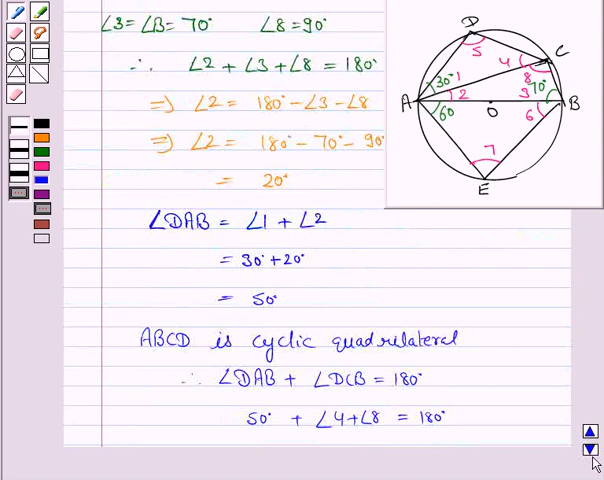 ∠3 = ∠B = 70° ∠8 = 90°
∴ ∠2 + ∠3 + ∠8 = 180°
⇒ ∠2 = 180° - ∠3 - ∠8
⇒ ∠2 = 180° - 70° - 90°
= 20°
∠DAB = ∠1 + ∠2
= 30° + 20°
= 50°
ABCD is cyclic quadrilateral
∴ ∠DAB + ∠DCB = 180°
50° + ∠4 + ∠8 = 180°
D
5
C
4
8
30° 1
70°
A
2
3
B
60
O
6
7
E